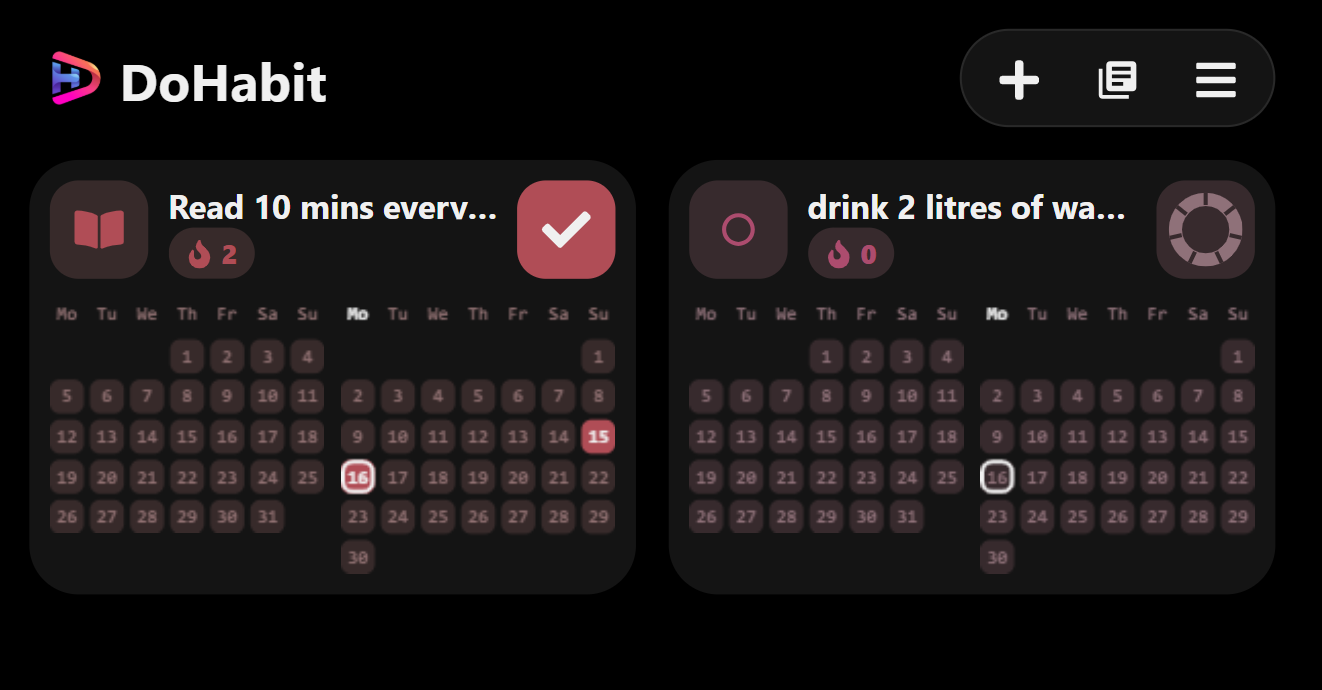 DoHabit
Read 10 mins everv...
2
Mo Tu We Th Fr Sa Su Mo Tu We Th Fr Sa Su
1 2 3 4 1
5 6 7 8 9 10 11 2 3 4 5 6 7 8
12 13 14 15 16 17 18 9 10 11 12 13 14 15
19 20 21 22 23 24 25 16 17 18 19 20 21 22
26 27 28 29 30 31 23 24 25 26 27 28 29
30
drink 2 litres of wa...
0
Mo Tu We Th Fr Sa Su Mo Tu We Th Fr Sa Su
1 2 3 4 1
5 6 7 8 9 10 11 2 3 4 5 6 7 8
12 13 14 15 16 17 18 9 10 11 12 13 14 15
19 20 21 22 23 24 25 16 17 18 19 20 21 22
26 27 28 29 30 31 23 24 25 26 27 28 29
30